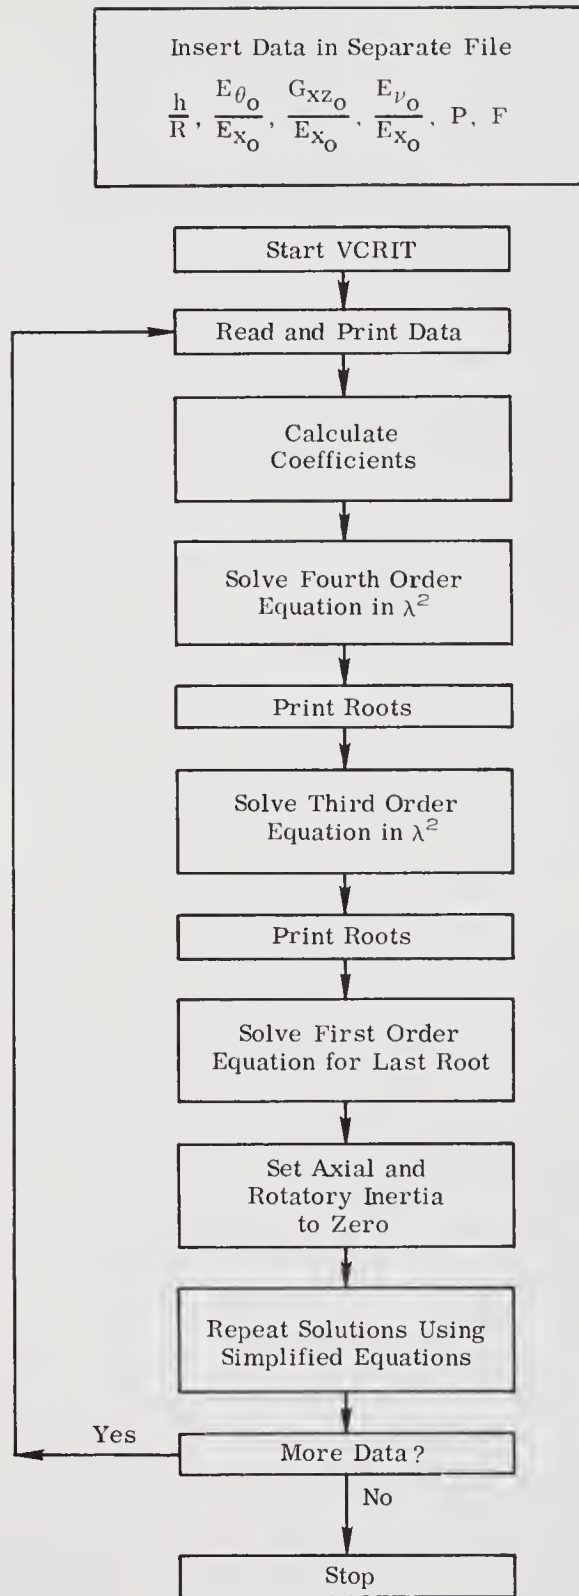 Insert Data in Separate File
h/R, Eθo/Exo, Gxzo/Exo, Eνo/Exo, P, F
Start VCRIT
Read and Print Data
Calculate
Coefficients
Solve Fourth Order
Equation in λ²
Print Roots
Solve Third Order
Equation in λ²
Print Roots
Solve First Order
Equation for Last Root
Set Axial and
Rotatory Inertia
to Zero
Repeat Solutions Using
Simplified Equations
Yes
More Data?
No
Stop